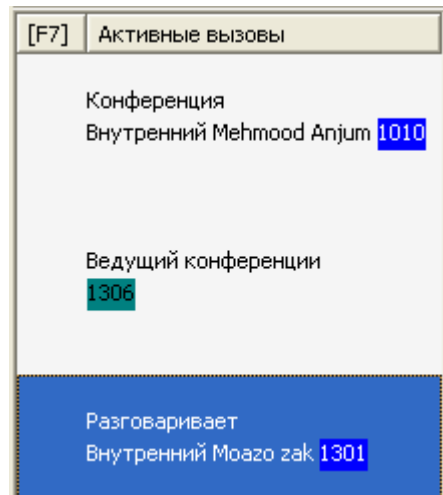 [F7] Активные вызовы
Конференция
Внутренний Mehmood Anjum 1010
Ведущий конференции
1306
Разговаривает
Внутренний Moazo zak 1301